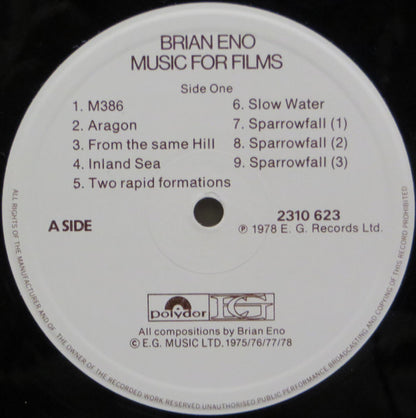 BRIAN ENO
MUSIC FOR FILMS
Side One
1. M386
2. Aragon
3. From the same Hill
4. Inland Sea
5. Two rapid formations
6. Slow Water
7. Sparrowfall (1)
8. Sparrowfall (2)
9. Sparrowfall (3)
A SIDE
2310 623
℗ 1978 E. G. Records Ltd.
polydor
EG
All compositions by Brian Eno
© E.G. MUSIC LTD. 1975/76/77/78
ALL RIGHTS OF THE MANUFACTURER AND OF THE OWNER OF THE RECORDED WORK RESERVED UNAUTHORISED PUBLIC PERFORMANCE BROADCASTING AND COPYING OF THIS RECORD PROHIBITED